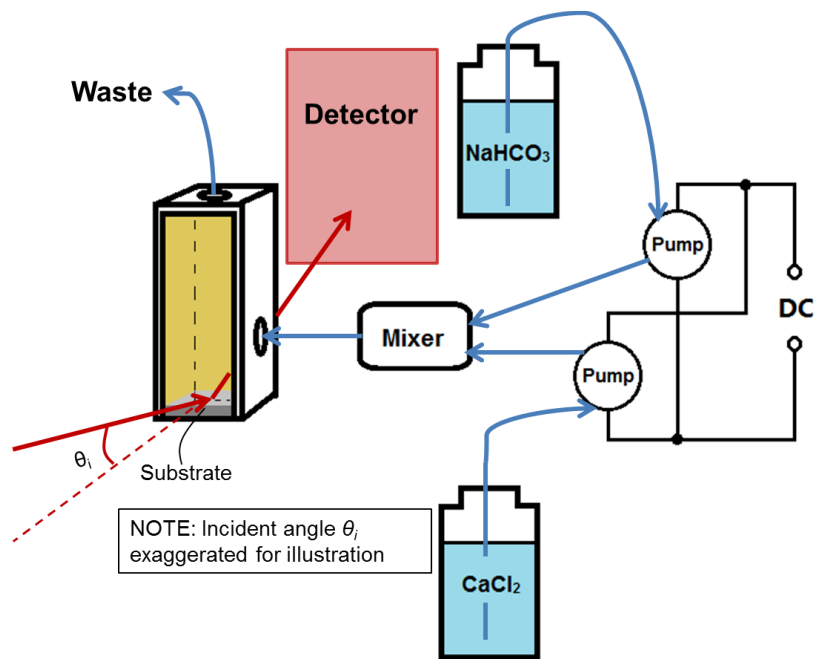 Waste
Detector
NaHCO₃
Pump
DC
Mixer
Pump
θᵢ
Substrate
NOTE: Incident angle θᵢ
exaggerated for illustration
CaCl₂